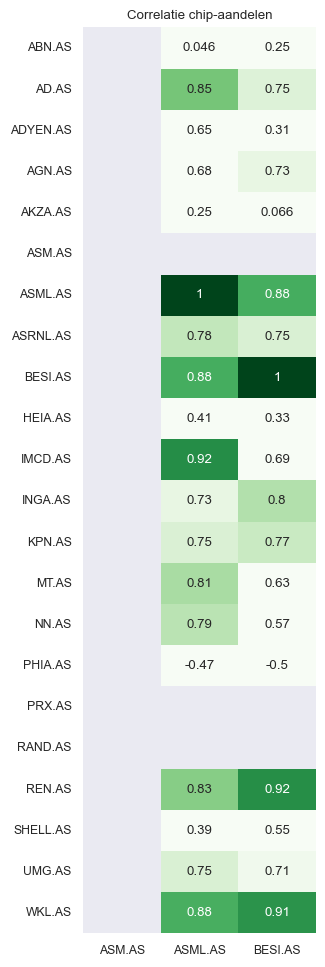 Correlatie chip-aandelen
ABN.AS 0.046 0.25
AD.AS 0.85 0.75
ADYEN.AS 0.65 0.31
AGN.AS 0.68 0.73
AKZA.AS 0.25 0.066
ASM.AS
ASML.AS 1 0.88
ASRNL.AS 0.78 0.75
BESI.AS 0.88 1
HEIA.AS 0.41 0.33
IMCD.AS 0.92 0.69
INGA.AS 0.73 0.8
KPN.AS 0.75 0.77
MT.AS 0.81 0.63
NN.AS 0.79 0.57
PHIA.AS -0.47 -0.5
PRX.AS
RAND.AS
REN.AS 0.83 0.92
SHELL.AS 0.39 0.55
UMG.AS 0.75 0.71
WKL.AS 0.88 0.91
ASM.AS ASML.AS BESI.AS